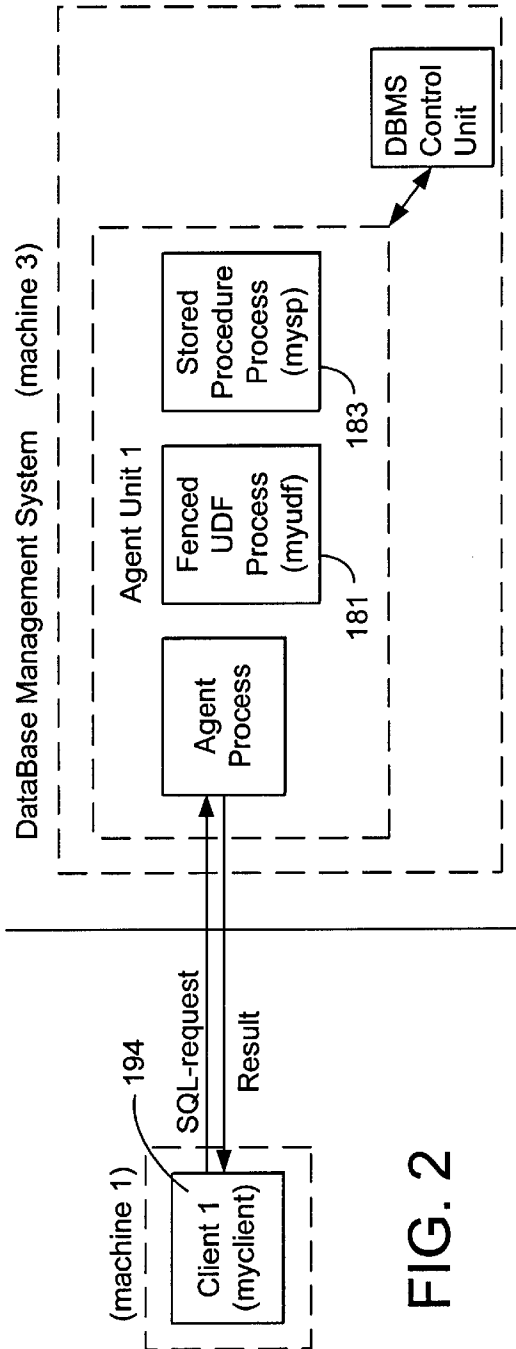 DataBase Management System (machine 3)
Agent Unit 1
(machine 1)
Client 1
(myclient)
194
SQL-request
Result
Agent
Process
Fenced
UDF
Process
(myudf)
181
Stored
Procedure
Process
(mysp)
183
DBMS
Control
Unit
FIG. 2